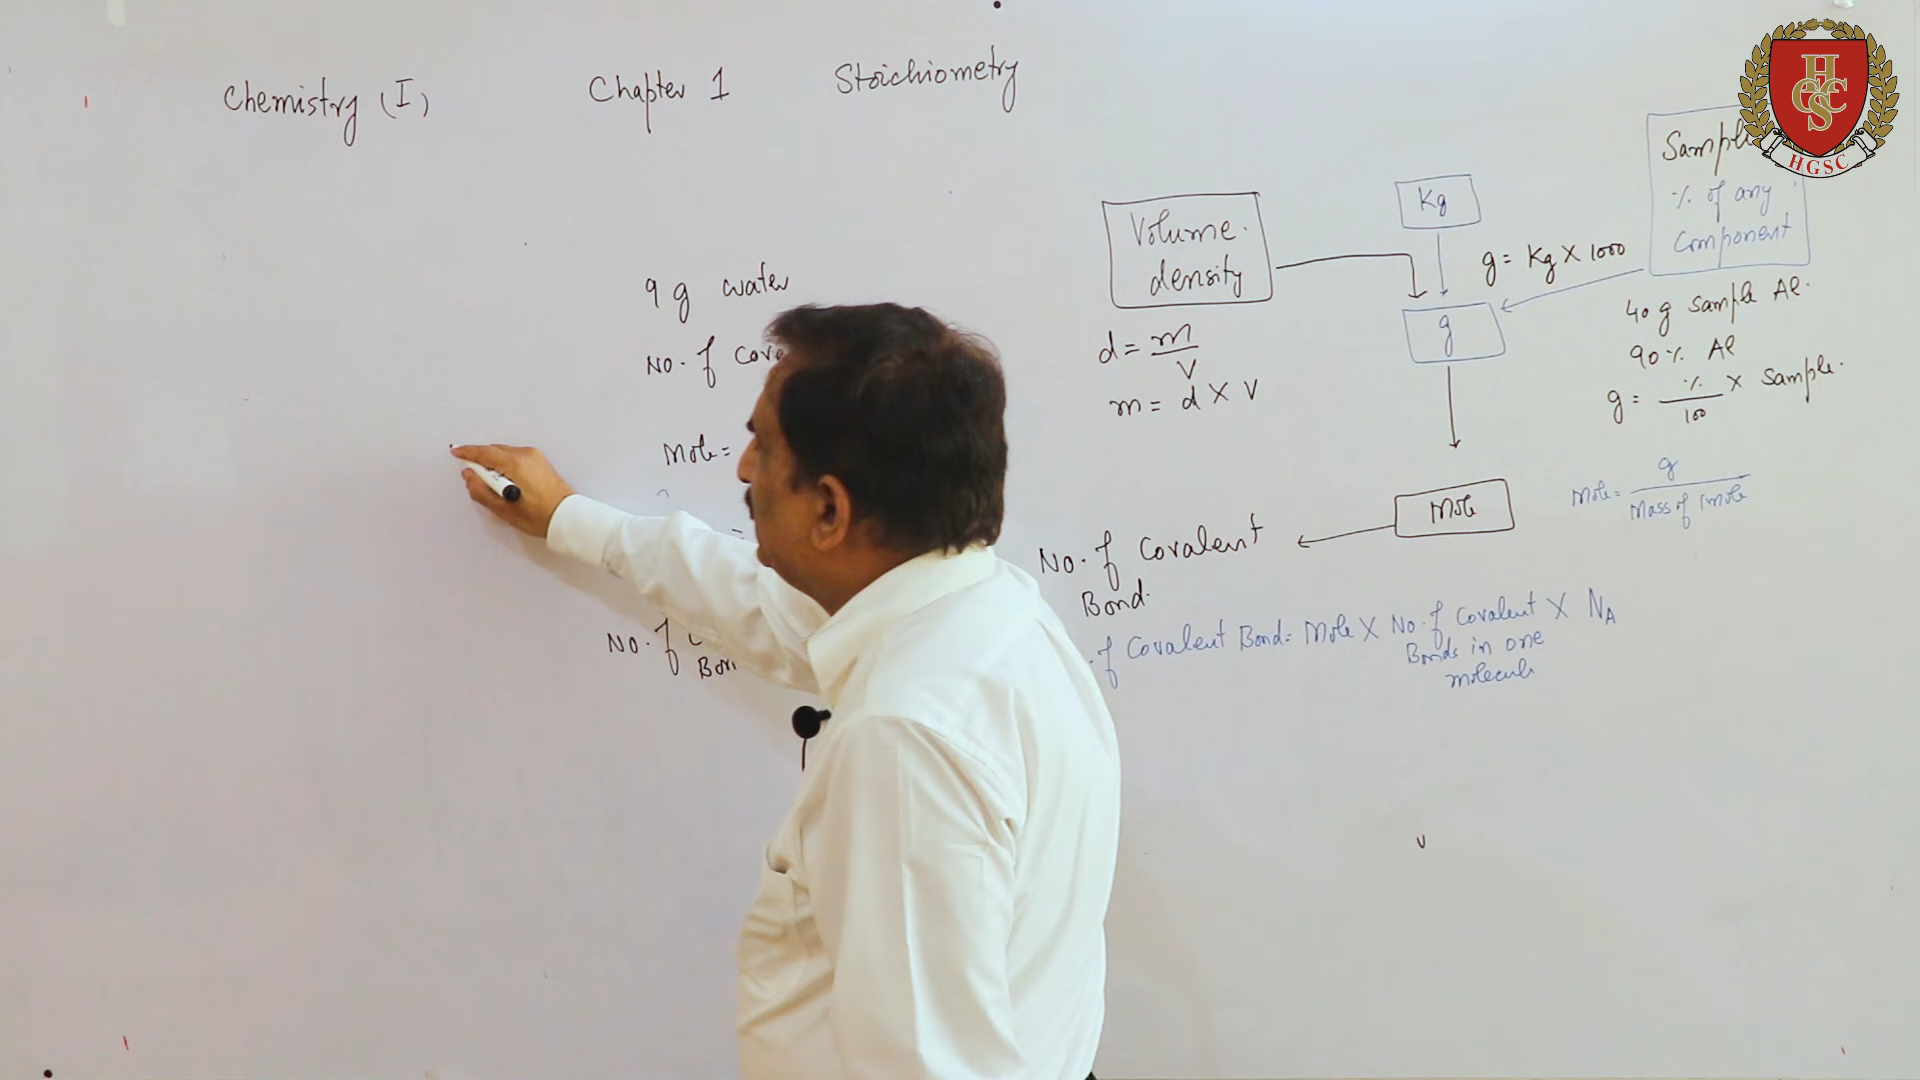 Chemistry (I) Chapter 1 Stoichiometry
HGSC
HGSC
Sample
% of any
Component
Kg
Volume.
density
g = Kg X 1000
9 g water
No. of Cova
Mole =
=
No. of C
Bon
d = m / V
m = d X V
g
40 g Sample Al.
90% Al
g = % / 100 X Sample.
Mole
Mole = g / Mass of 1 mole
No. of Covalent
Bond.
. of Covalent Bond = Mole X No. of Covalent X NA
Bonds in one
molecule